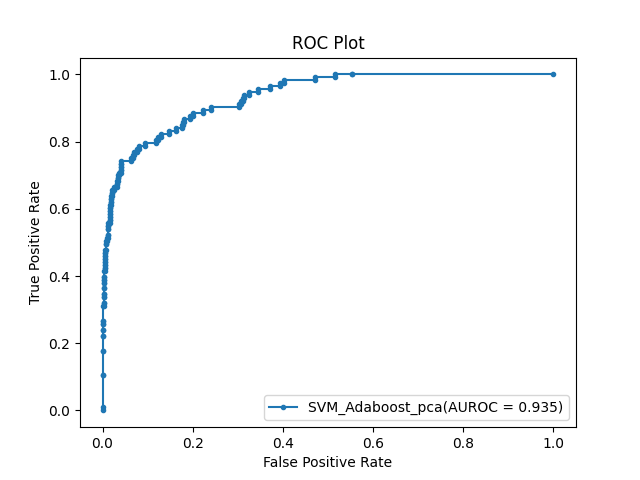 ROC Plot
True Positive Rate
1.0
0.8
0.6
0.4
0.2
0.0
SVM_Adaboost_pca(AUROC = 0.935)
0.0 0.2 0.4 0.6 0.8 1.0
False Positive Rate